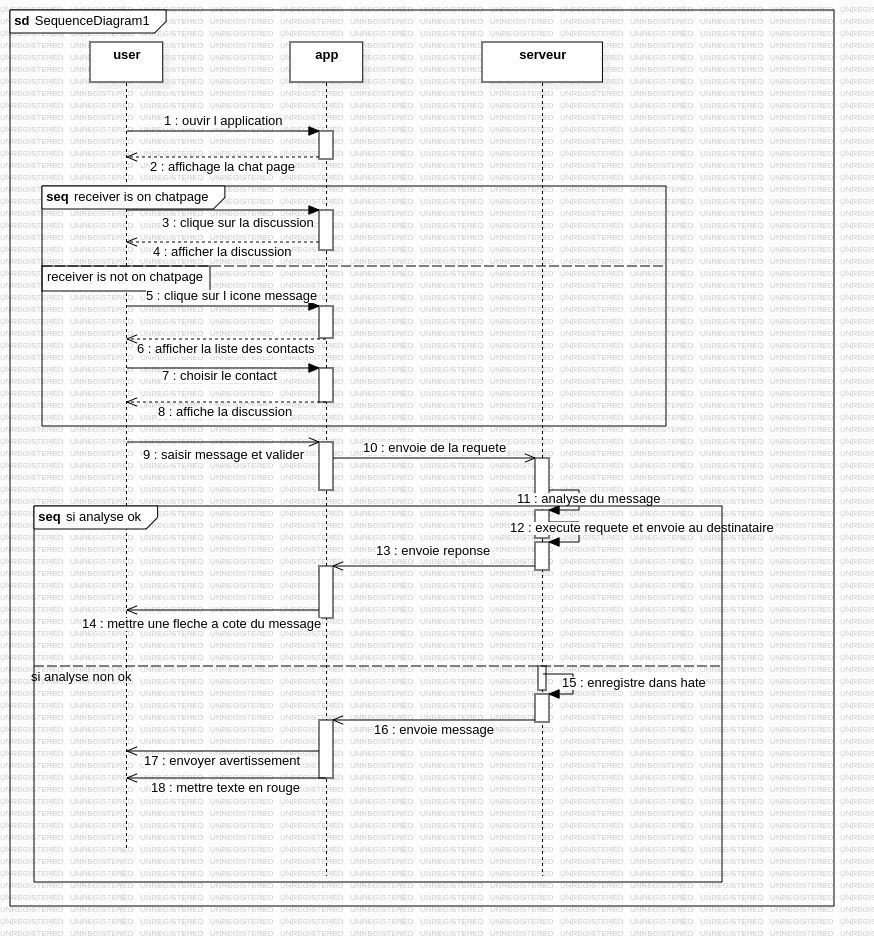 sd SequenceDiagram1
user
app
serveur
1 : ouvir l application
2 : affichage la chat page
seq receiver is on chatpage
3 : clique sur la discussion
4 : afficher la discussion
receiver is not on chatpage
5 : clique sur l icone message
6 : afficher la liste des contacts
7 : choisir le contact
8 : affiche la discussion
9 : saisir message et valider
10 : envoie de la requete
11 : analyse du message
seq si analyse ok
12 : execute requete et envoie au destinataire
13 : envoie reponse
14 : mettre une fleche a cote du message
si analyse non ok
15 : enregistre dans hate
16 : envoie message
17 : envoyer avertissement
18 : mettre texte en rouge
UNREGISTERED